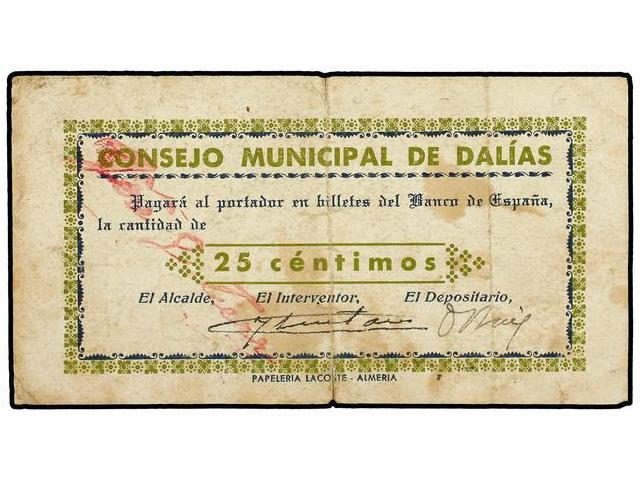 CONSEJO MUNICIPAL DE DALÍAS
Pagará al portador en billetes del Banco de España,
la cantidad de
25 céntimos
El Alcalde, El Interventor, El Depositario,
PAPELERIA LACOSTE - ALMERIA